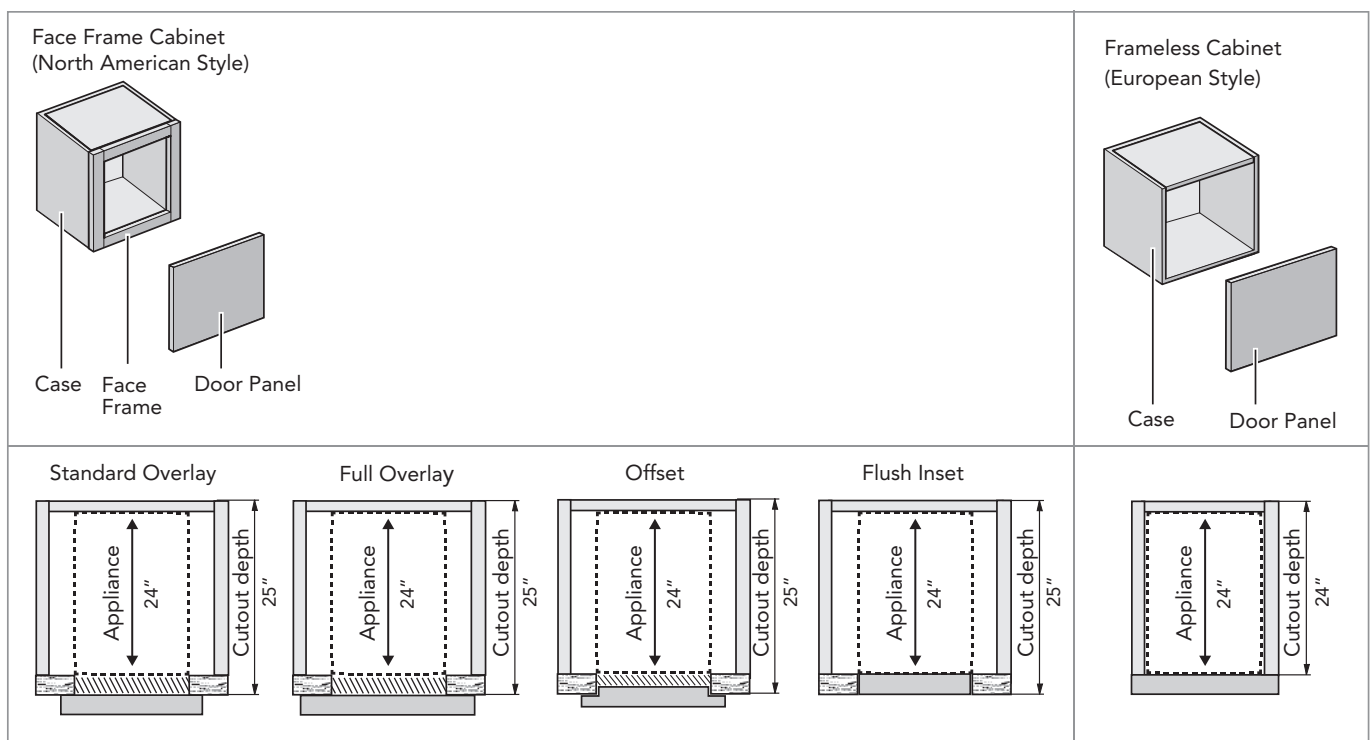 Face Frame Cabinet
(North American Style)
Case
Face
Frame
Door Panel
Frameless Cabinet
(European Style)
Case
Door Panel
Standard Overlay
Appliance
24″
Cutout depth
25″
Full Overlay
Appliance
24″
Cutout depth
25″
Offset
Appliance
24″
Cutout depth
25″
Flush Inset
Appliance
24″
Cutout depth
25″
Appliance
24″
Cutout depth
24″